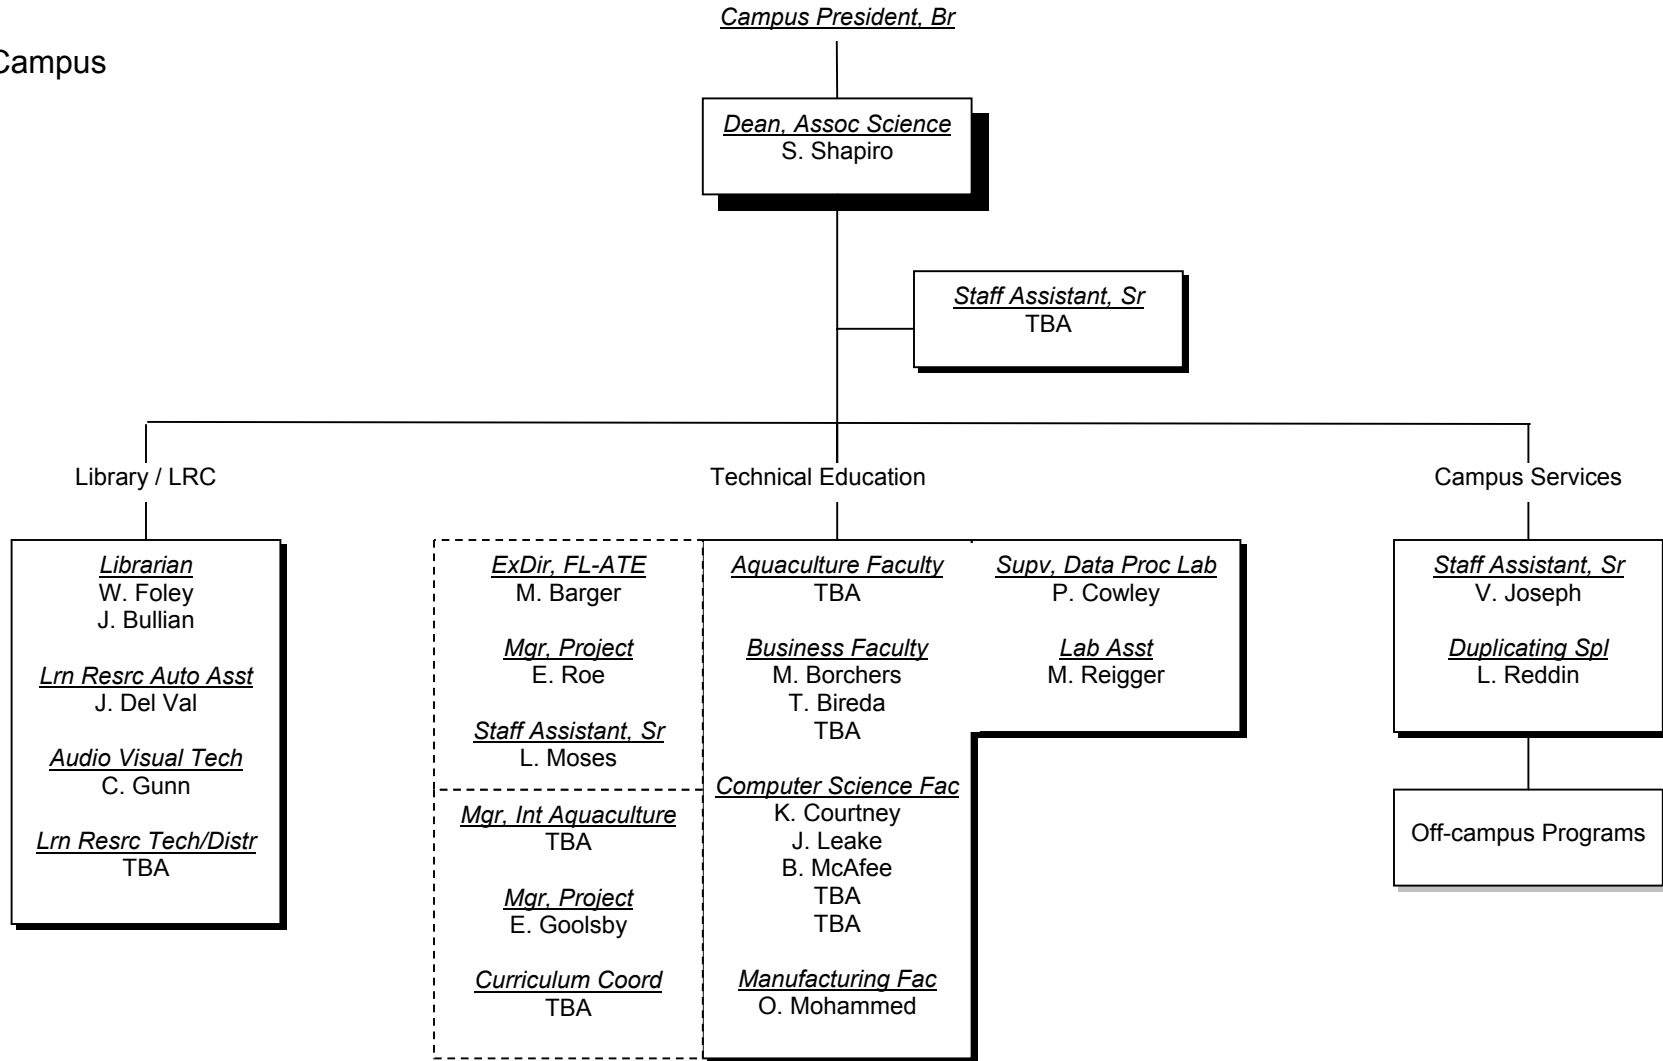 Campus President, Br
Campus
Dean, Assoc Science
S. Shapiro
Staff Assistant, Sr
TBA
Library / LRC
Technical Education
Campus Services
Librarian
W. Foley
J. Bullian
Lrn Resrc Auto Asst
J. Del Val
Audio Visual Tech
C. Gunn
Lrn Resrc Tech/Distr
TBA
ExDir, FL-ATE
M. Barger
Mgr, Project
E. Roe
Staff Assistant, Sr
L. Moses
Mgr, Int Aquaculture
TBA
Mgr, Project
E. Goolsby
Curriculum Coord
TBA
Aquaculture Faculty
TBA
Business Faculty
M. Borchers
T. Bireda
TBA
Computer Science Fac
K. Courtney
J. Leake
B. McAfee
TBA
TBA
Manufacturing Fac
O. Mohammed
Supv, Data Proc Lab
P. Cowley
Lab Asst
M. Reigger
Staff Assistant, Sr
V. Joseph
Duplicating Spl
L. Reddin
Off-campus Programs